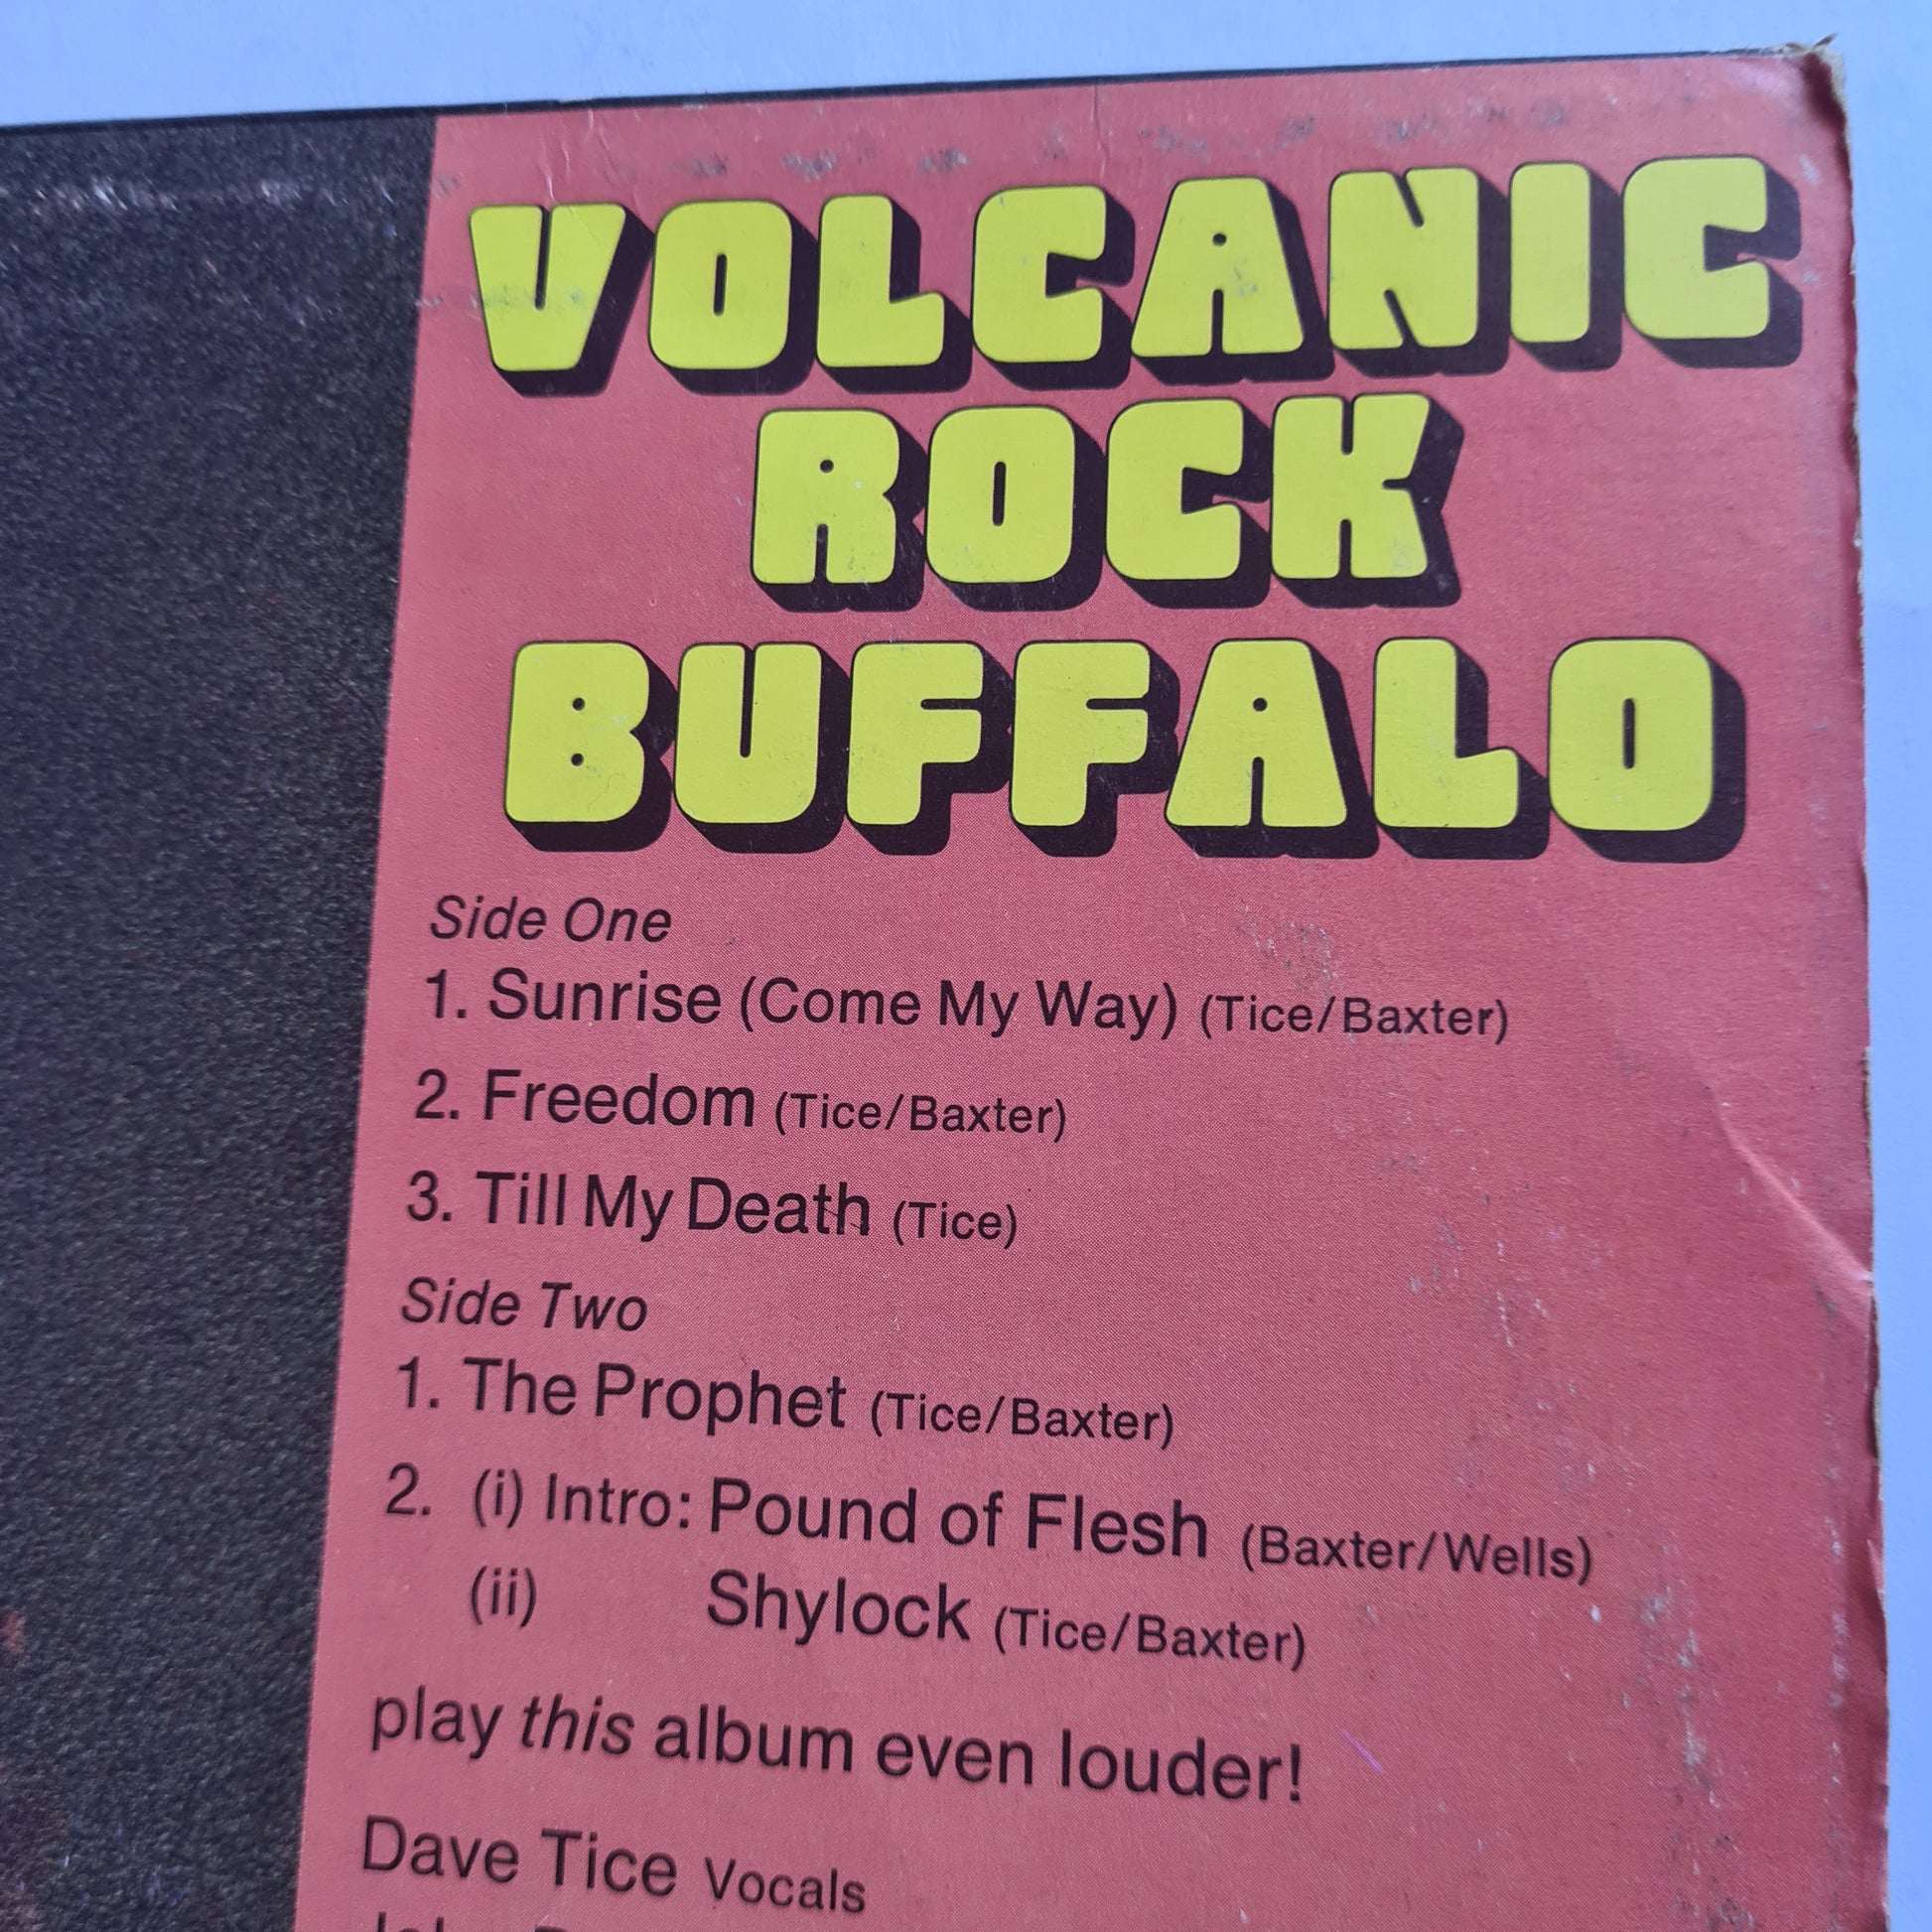 VOLCANIC
ROCK
BUFFALO
Side One
1. Sunrise (Come My Way) (Tice/Baxter)
2. Freedom (Tice/Baxter)
3. Till My Death (Tice)
Side Two
1. The Prophet (Tice/Baxter)
2. (i) Intro: Pound of Flesh (Baxter/Wells)
(ii) Shylock (Tice/Baxter)
play this album even louder!
Dave Tice Vocals